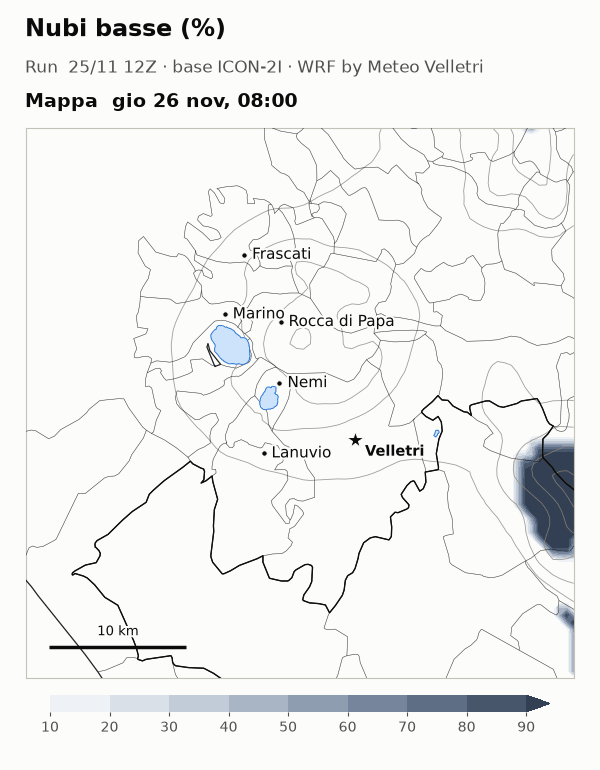 Nubi basse (%)
Run  25/11 12Z · base ICON-2I · WRF by Meteo Velletri
Mappa  gio 26 nov, 08:00
Frascati
Marino
Rocca di Papa
Nemi
Velletri
Lanuvio
10 km
10 20 30 40 50 60 70 80 90